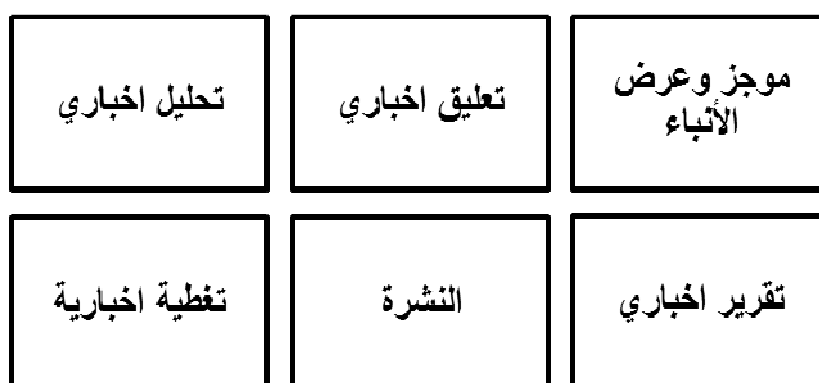 موجز وعرض
الأنباء
تعليق اخباري
تحليل اخباري
تقرير اخباري
النشرة
تغطية اخبارية